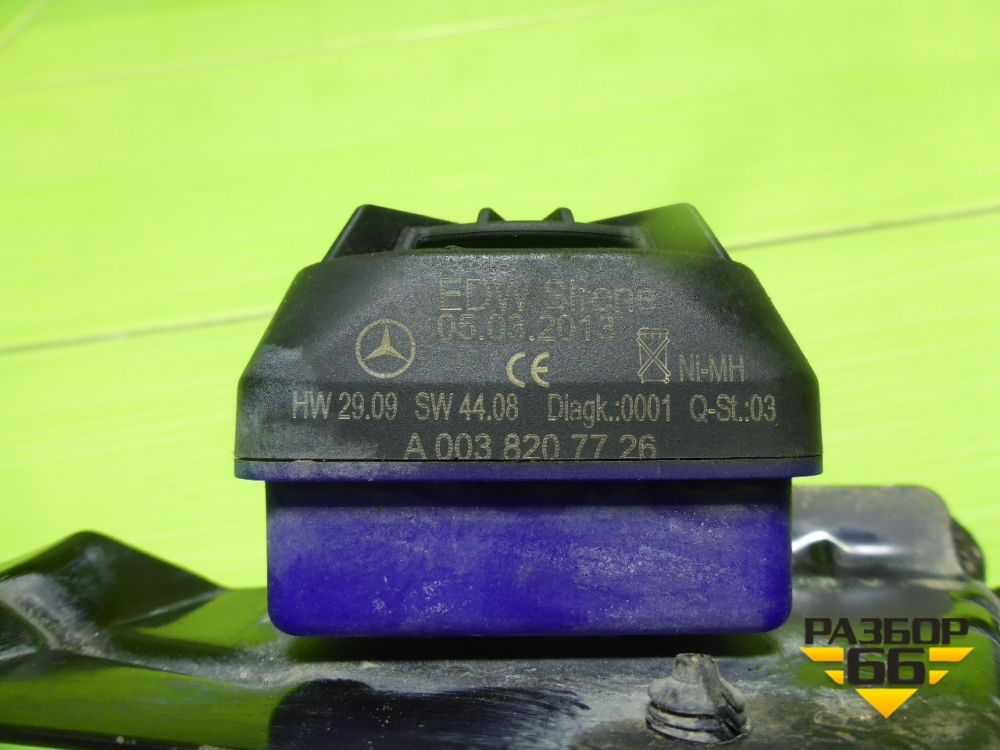 EDW Sirene
05.03.2013
CE
Ni-MH
HW 29.09 SW 44.08 Diagk.:0001 Q-St.:03
A 003 820 77 26
РАЗБОР
66